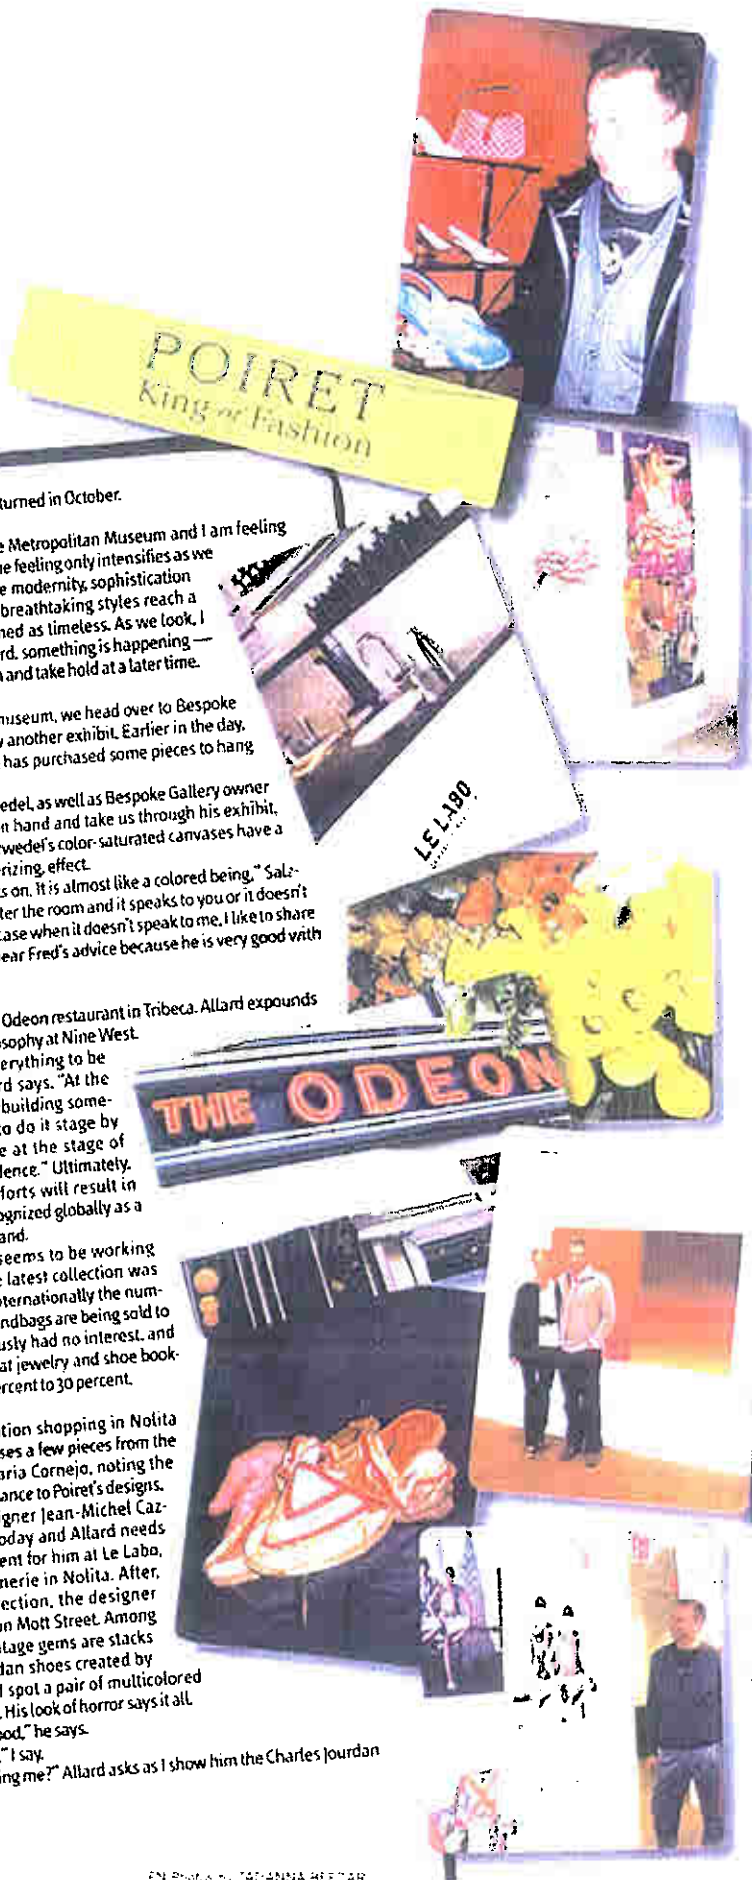 POIRET
King of Fashion
turned in October.
e Metropolitan Museum and I am feeling
ne feeling only intensifies as we
e modernity, sophistication
breathtaking styles reach a
ned as timeless. As we look, I
rd, something is happening —
n and take hold at a later time.
museum, we head over to Bespoke
y another exhibit. Earlier in the day,
has purchased some pieces to hang
edel, as well as Bespoke Gallery owner
n hand and take us through his exhibit,
rwedel's color-saturated canvases have a
rizing, effect.
s on. It is almost like a colored being," Sala-
ter the room and it speaks to you or it doesn't
case when it doesn't speak to me. I like to share
ear Fred's advice because he is very good with
Odeon restaurant in Tribeca. Allard expounds
osophy at Nine West.
erything to be
rd says. "At the
building some-
to do it stage by
e at the stage of
lence." Ultimately,
forts will result in
ognized globally as a
and.
seems to be working
e latest collection was
nternationally the num-
ndbags are being sold to
usly had no interest, and
at jewelry and shoe book-
ercent to 30 percent.
tion shopping in Nolita
ses a few pieces from the
aria Cornejo, noting the
ance to Poiret's designs.
igner Jean-Michel Caz-
oday and Allard needs
ent for him at Le Labo,
merie in Nolita. After,
ection, the designer
on Mott Street. Among
ntage gems are stacks
dan shoes created by
I spot a pair of multicolored
. His look of horror says it all.
ood," he says.
," I say.
ing me?" Allard asks as I show him the Charles Jourdan
LE LABO
THE ODEON